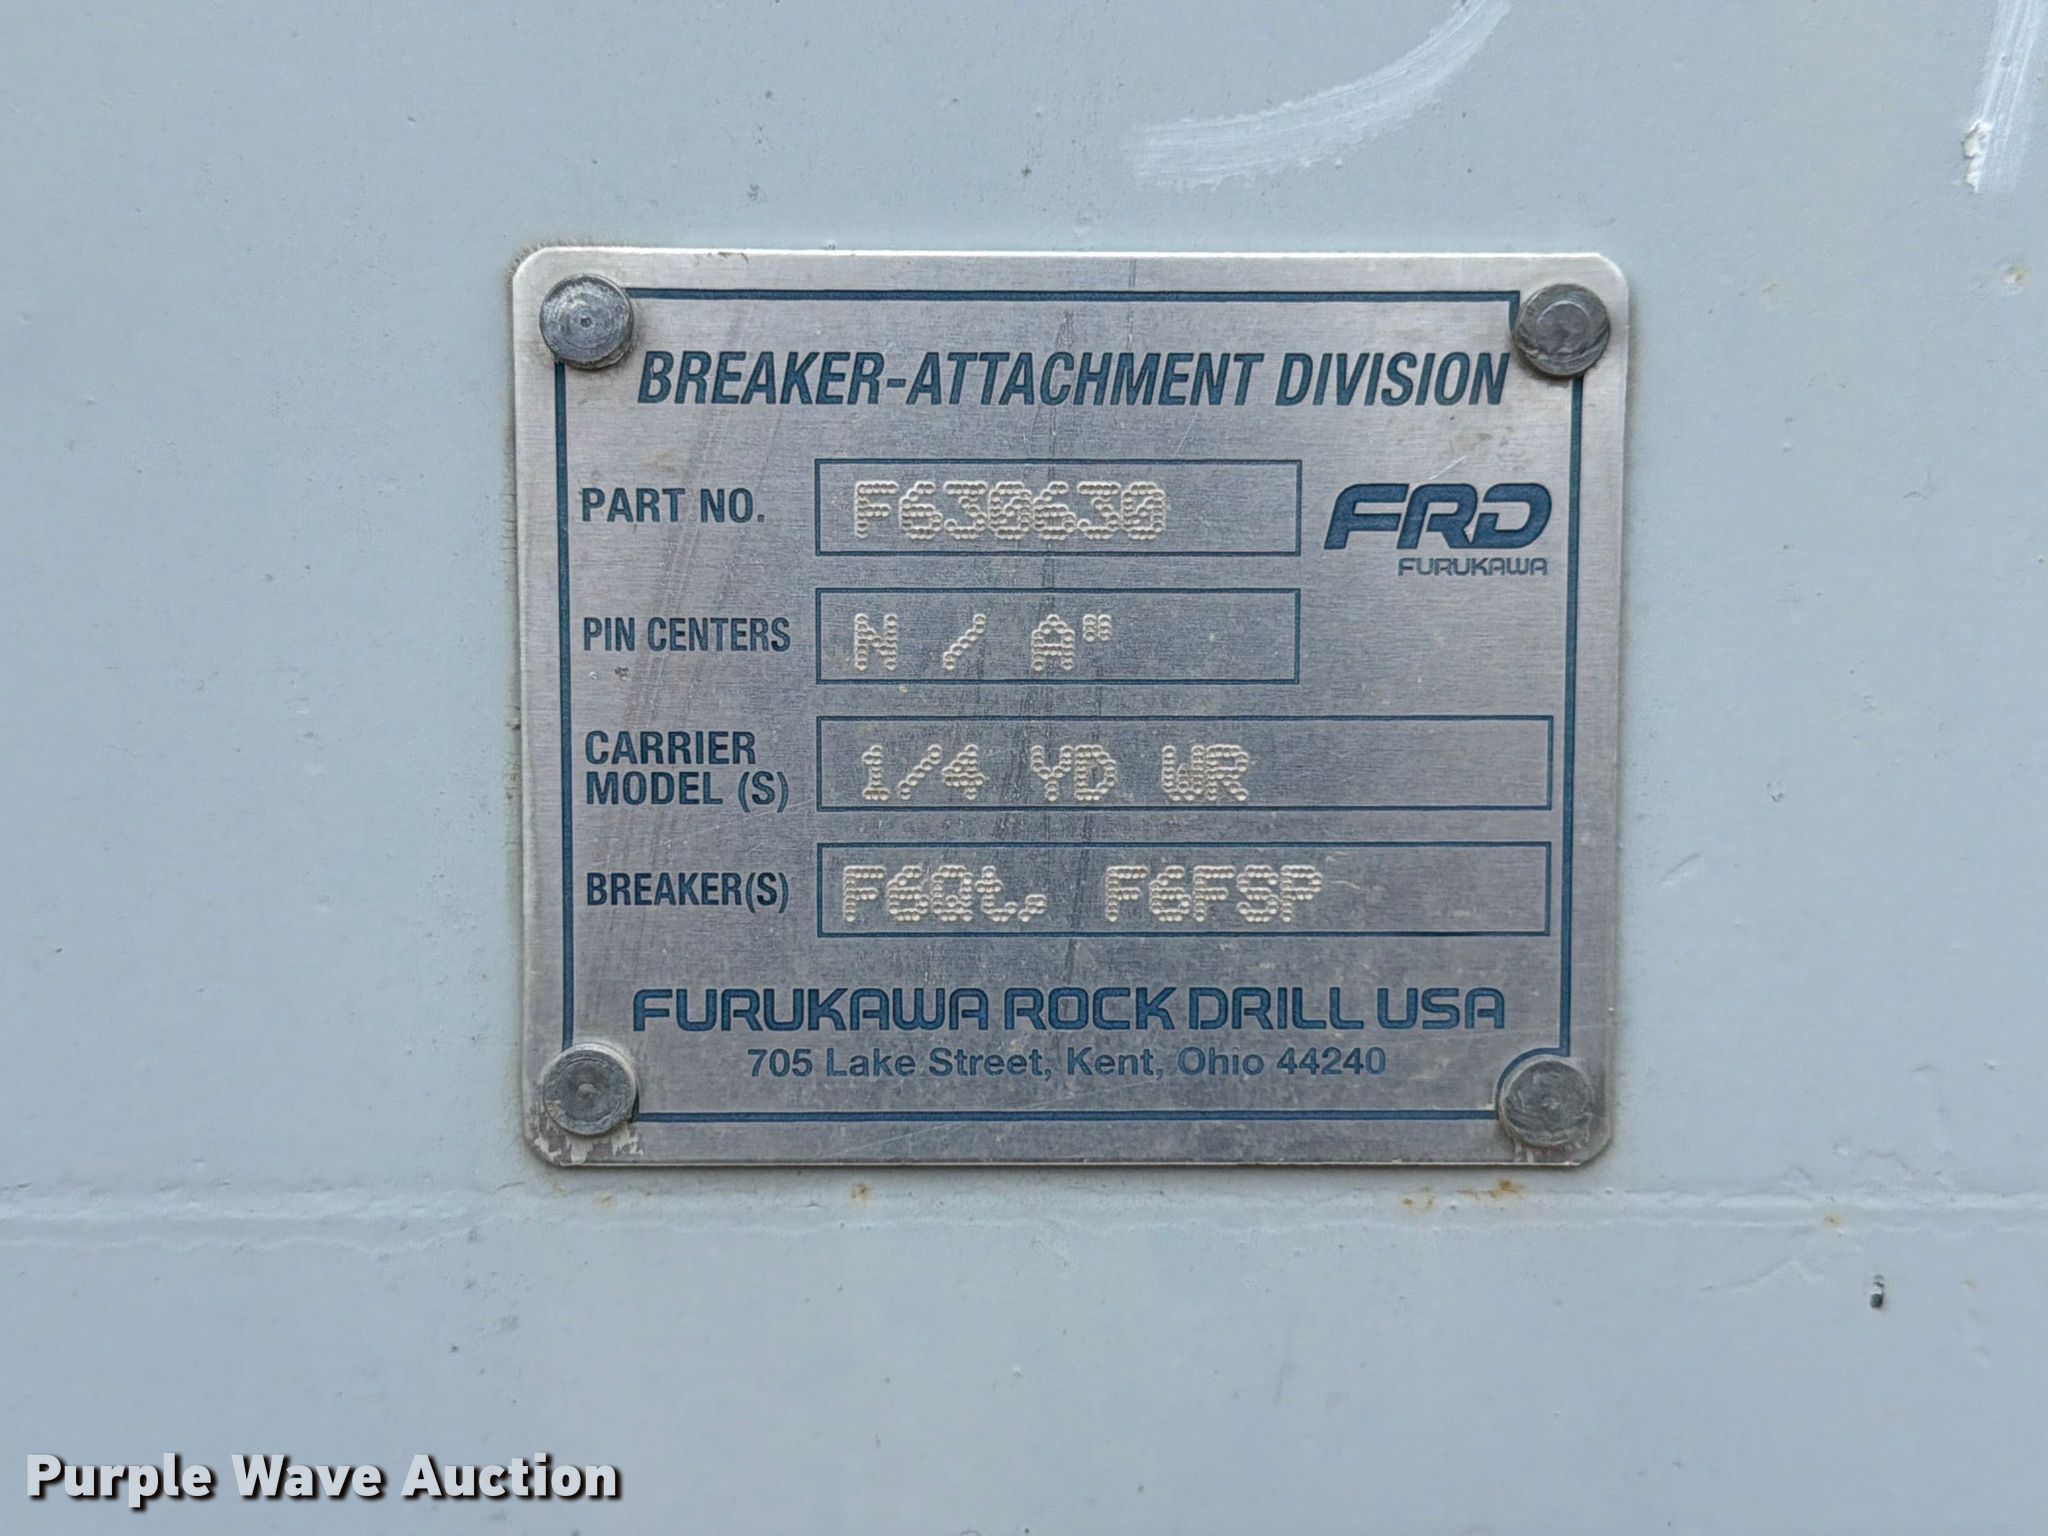 BREAKER-ATTACHMENT DIVISION
PART NO. F630630
FRD
FURUKAWA
PIN CENTERS N / A"
CARRIER
MODEL (S) 1/4 YD WR
BREAKER(S) F6Qt, F6FSP
FURUKAWA ROCK DRILL USA
705 Lake Street, Kent, Ohio 44240
Purple Wave Auction